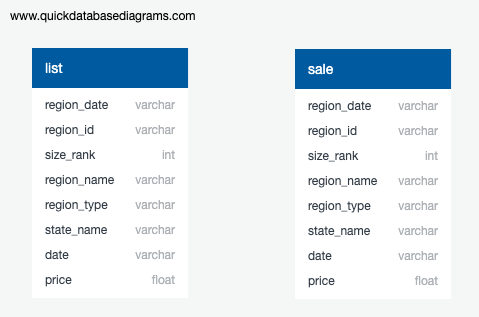 www.quickdatabasediagrams.com
list
region_date varchar
region_id varchar
size_rank int
region_name varchar
region_type varchar
state_name varchar
date varchar
price float
sale
region_date varchar
region_id varchar
size_rank int
region_name varchar
region_type varchar
state_name varchar
date varchar
price float